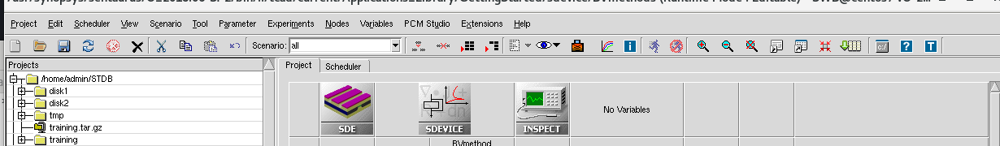 Project Edit Scheduler View Scenario Tool Parameter Experiments Nodes Variables PCM Studio Extensions Help
Scenario: all
c:/ ? T
Projects
Project Scheduler
/home/admin/STDB
disk1
disk2
tmp
training.tar.gz
training
SDE SDEVICE INSPECT No Variables
BVmethod